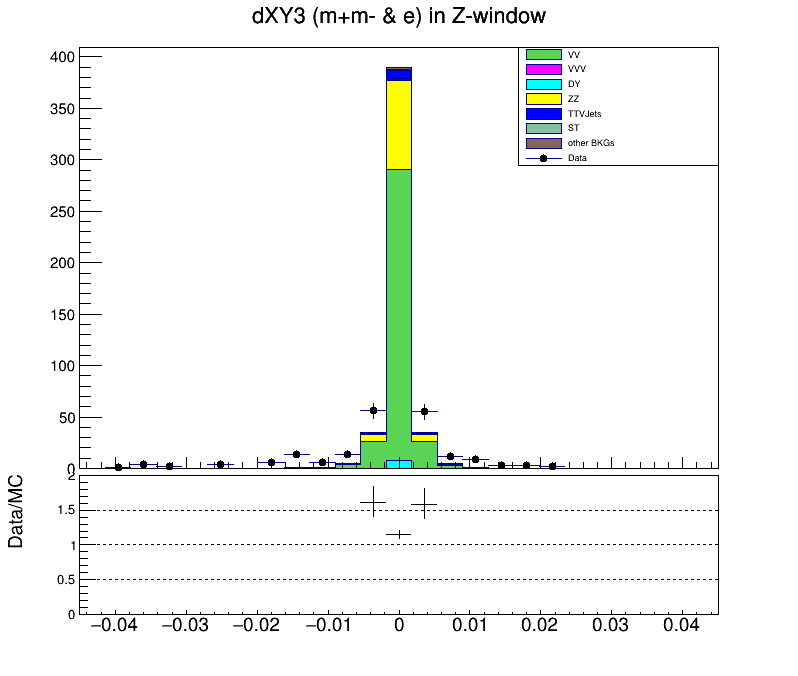 dXY3 (m+m- & e) in Z-window
400
350
300
250
200
150
100
50
0
VV
VVV
DY
ZZ
TTVJets
ST
other BKGs
Data
Data/MC
2
1.5
1
0.5
0
−0.04 −0.03 −0.02 −0.01 0 0.01 0.02 0.03 0.04